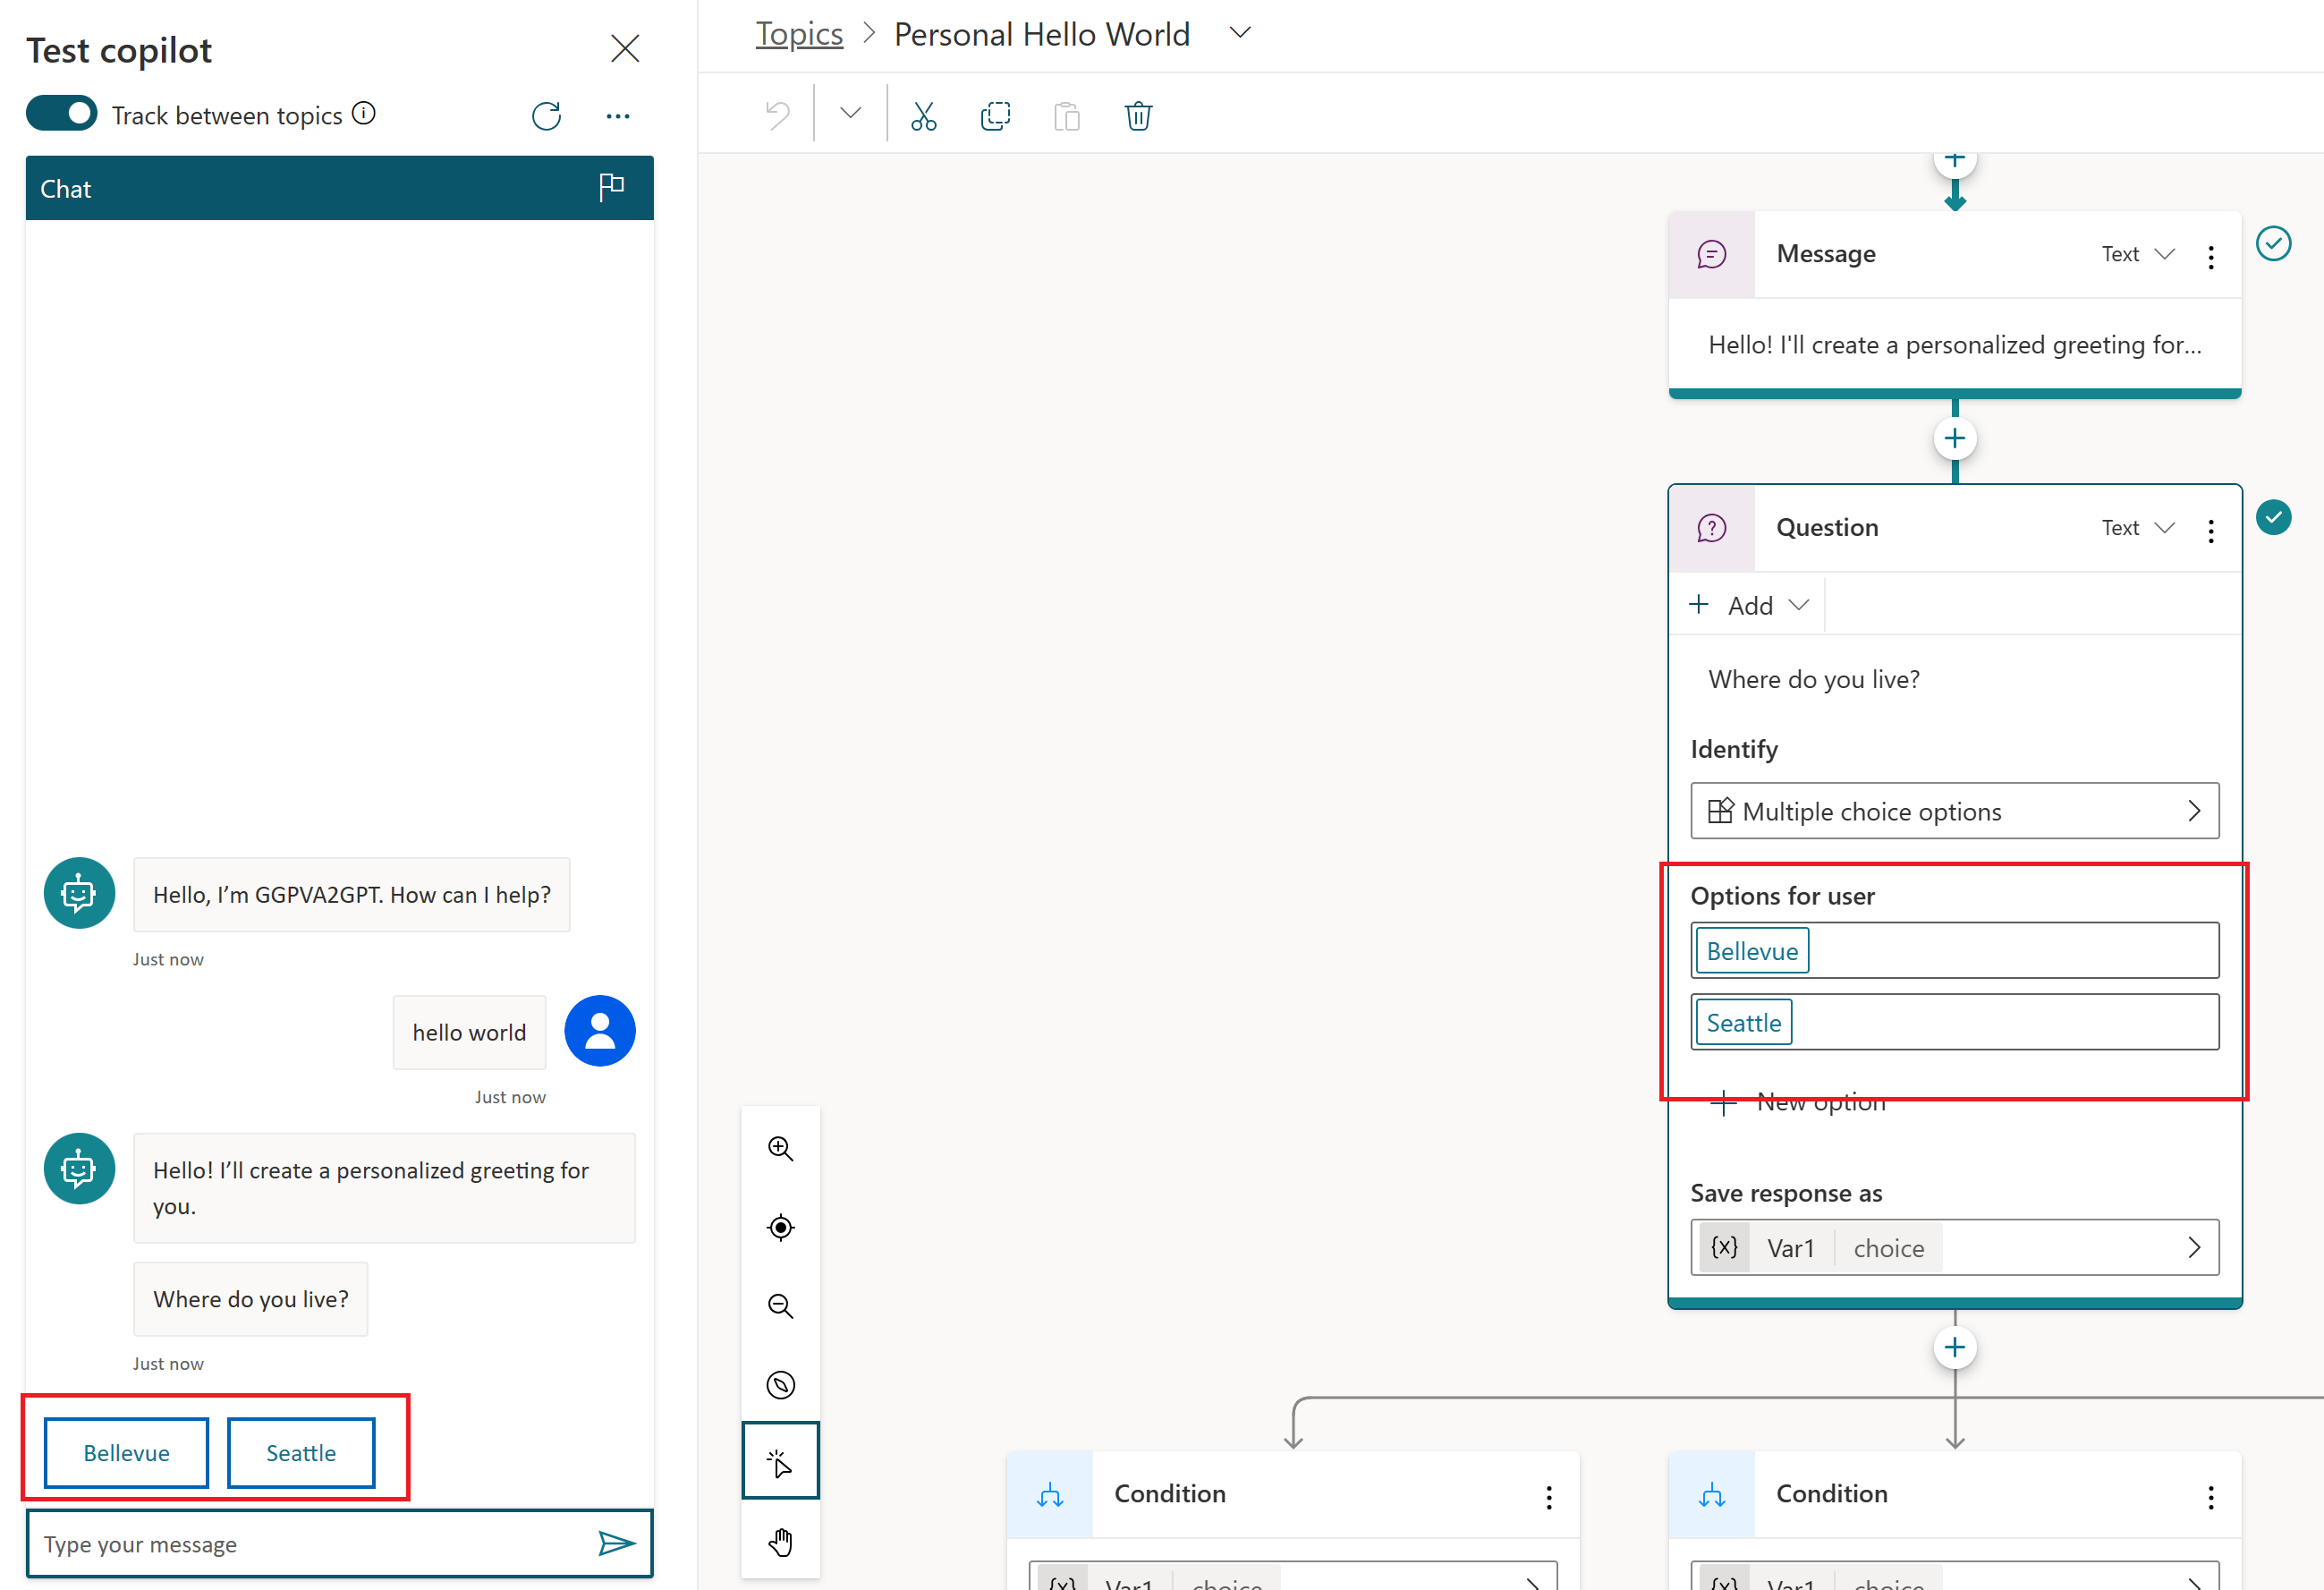 Test copilot
Track between topics
Chat
Hello, I’m GGPVA2GPT. How can I help?
Just now
hello world
Just now
Hello! I’ll create a personalized greeting for
you.
Where do you live?
Just now
Bellevue
Seattle
Type your message
Topics > Personal Hello World
Message
Text
Hello! I'll create a personalized greeting for...
Question
Text
Add
Where do you live?
Identify
Multiple choice options
Options for user
Bellevue
Seattle
New option
Save response as
{x} Var1 choice
Condition
{x} Var1 choice
Condition
{x} Var1 choice